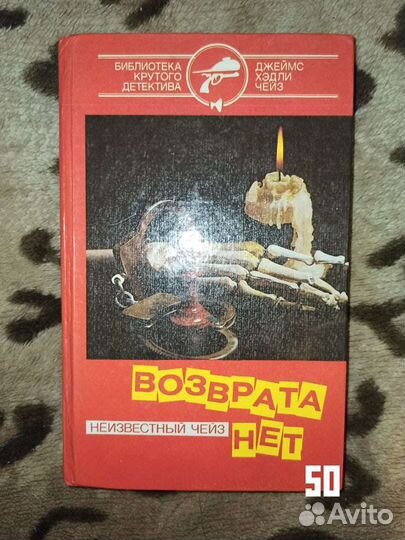 БИБЛИОТЕКА
КРУТОГО
ДЕТЕКТИВА
ДЖЕЙМС
ХЭДЛИ
ЧЕЙЗ
ВОЗВРАТА
НЕТ
НЕИЗВЕСТНЫЙ ЧЕЙЗ
50
Avito